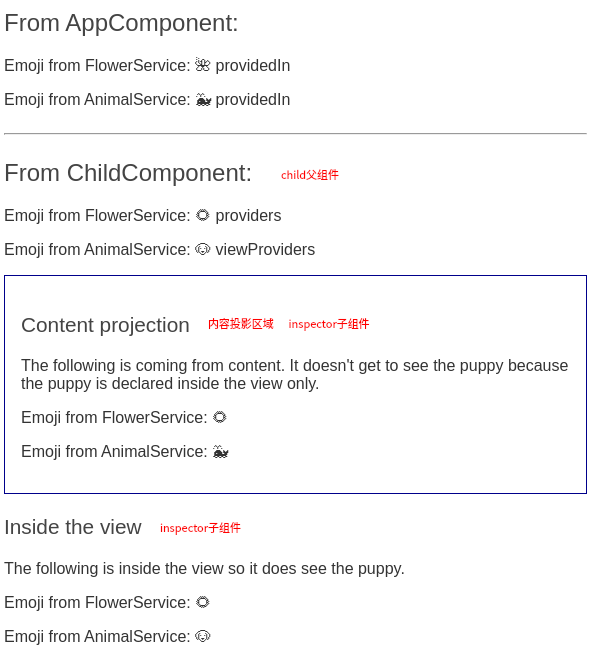 From AppComponent:
Emoji from FlowerService: 🌺 providedIn
Emoji from AnimalService: 🐳 providedIn
From ChildComponent: child父组件
Emoji from FlowerService: 🌻 providers
Emoji from AnimalService: 🐶 viewProviders
Content projection 内容投影区域 inspector子组件
The following is coming from content. It doesn't get to see the puppy because
the puppy is declared inside the view only.
Emoji from FlowerService: 🌻
Emoji from AnimalService: 🐳
Inside the view inspector子组件
The following is inside the view so it does see the puppy.
Emoji from FlowerService: 🌻
Emoji from AnimalService: 🐶